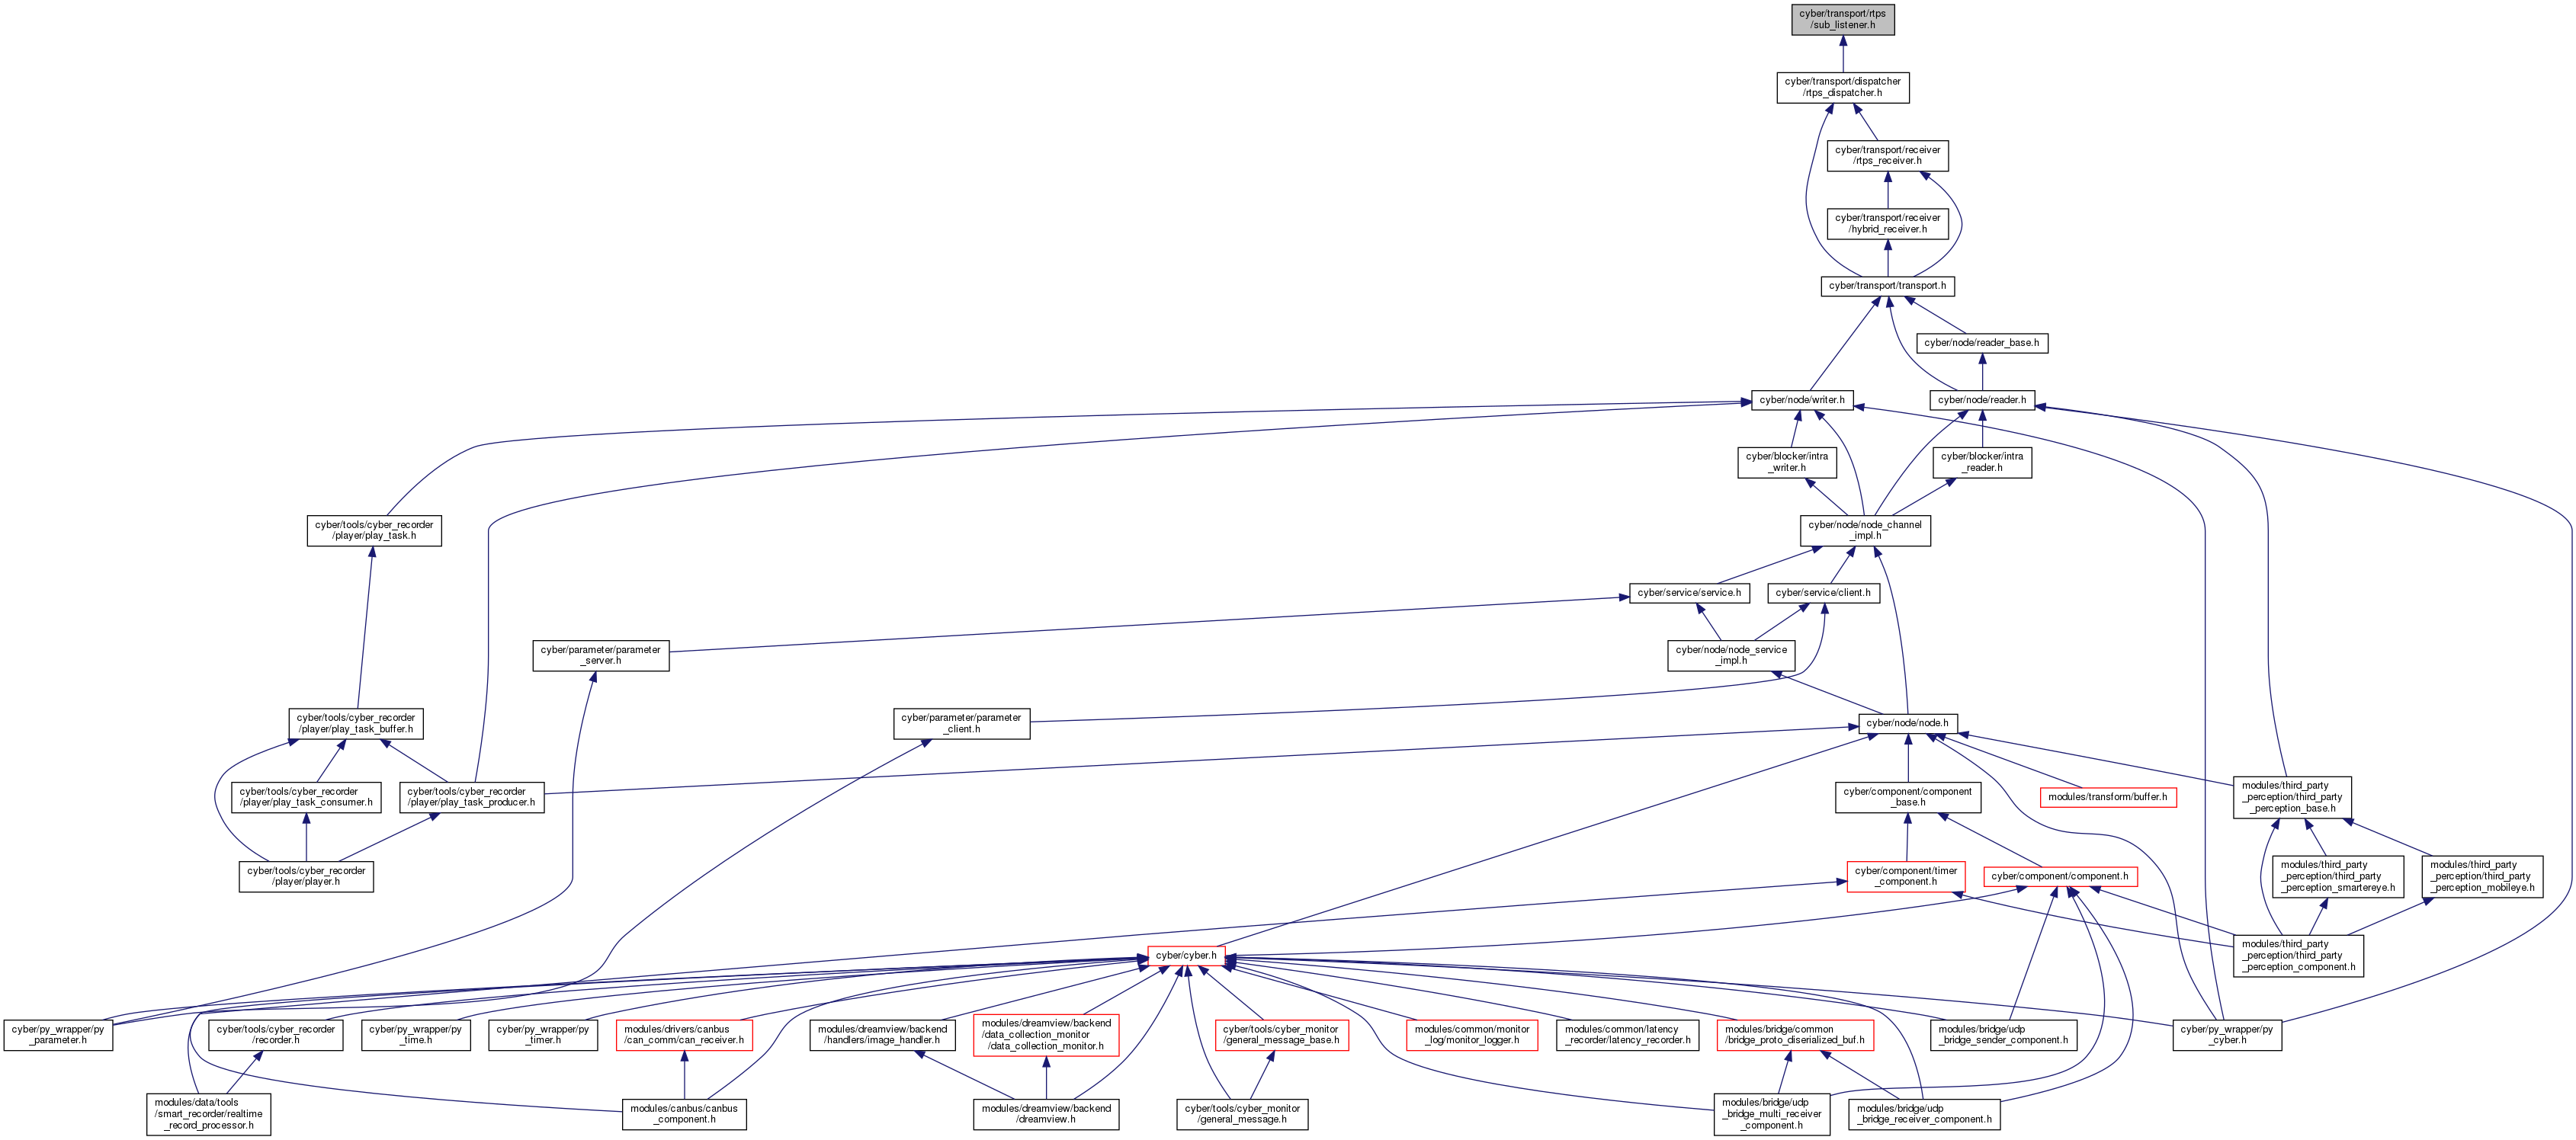 cyber/transport/rtps
/sub_listener.h
cyber/transport/dispatcher
/rtps_dispatcher.h
cyber/transport/receiver
/rtps_receiver.h
cyber/transport/receiver
/hybrid_receiver.h
cyber/transport/transport.h
cyber/node/reader_base.h
cyber/node/writer.h
cyber/node/reader.h
cyber/blocker/intra
_writer.h
cyber/blocker/intra
_reader.h
cyber/tools/cyber_recorder
/player/play_task.h
cyber/node/node_channel
_impl.h
cyber/service/service.h
cyber/service/client.h
cyber/parameter/parameter
_server.h
cyber/node/node_service
_impl.h
cyber/tools/cyber_recorder
/player/play_task_buffer.h
cyber/parameter/parameter
_client.h
cyber/node/node.h
cyber/tools/cyber_recorder
/player/play_task_consumer.h
cyber/tools/cyber_recorder
/player/play_task_producer.h
cyber/component/component
_base.h
modules/transform/buffer.h
modules/third_party
_perception/third_party
_perception_base.h
cyber/tools/cyber_recorder
/player/player.h
cyber/component/timer
_component.h
cyber/component/component.h
modules/third_party
_perception/third_party
_perception_smartereye.h
modules/third_party
_perception/third_party
_perception_mobileye.h
cyber/cyber.h
modules/third_party
_perception/third_party
_perception_component.h
cyber/py_wrapper/py
_parameter.h
cyber/tools/cyber_recorder
/recorder.h
cyber/py_wrapper/py
_time.h
cyber/py_wrapper/py
_timer.h
modules/drivers/canbus
/can_comm/can_receiver.h
modules/dreamview/backend
/handlers/image_handler.h
modules/dreamview/backend
/data_collection_monitor
/data_collection_monitor.h
cyber/tools/cyber_monitor
/general_message_base.h
modules/common/monitor
_log/monitor_logger.h
modules/common/latency
_recorder/latency_recorder.h
modules/bridge/common
/bridge_proto_diserialized_buf.h
modules/bridge/udp
_bridge_sender_component.h
cyber/py_wrapper/py
_cyber.h
modules/data/tools
/smart_recorder/realtime
_record_processor.h
modules/canbus/canbus
_component.h
modules/dreamview/backend
/dreamview.h
cyber/tools/cyber_monitor
/general_message.h
modules/bridge/udp
_bridge_multi_receiver
_component.h
modules/bridge/udp
_bridge_receiver_component.h